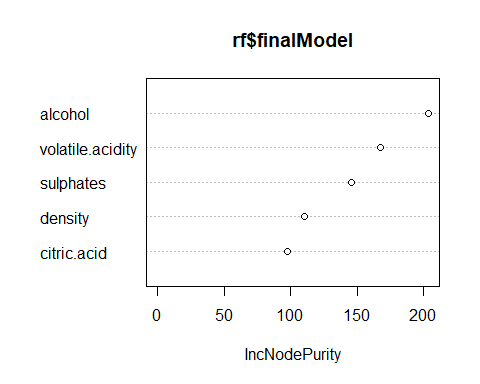 rf$finalModel
alcohol
volatile.acidity
sulphates
density
citric.acid
0 50 100 150 200
IncNodePurity